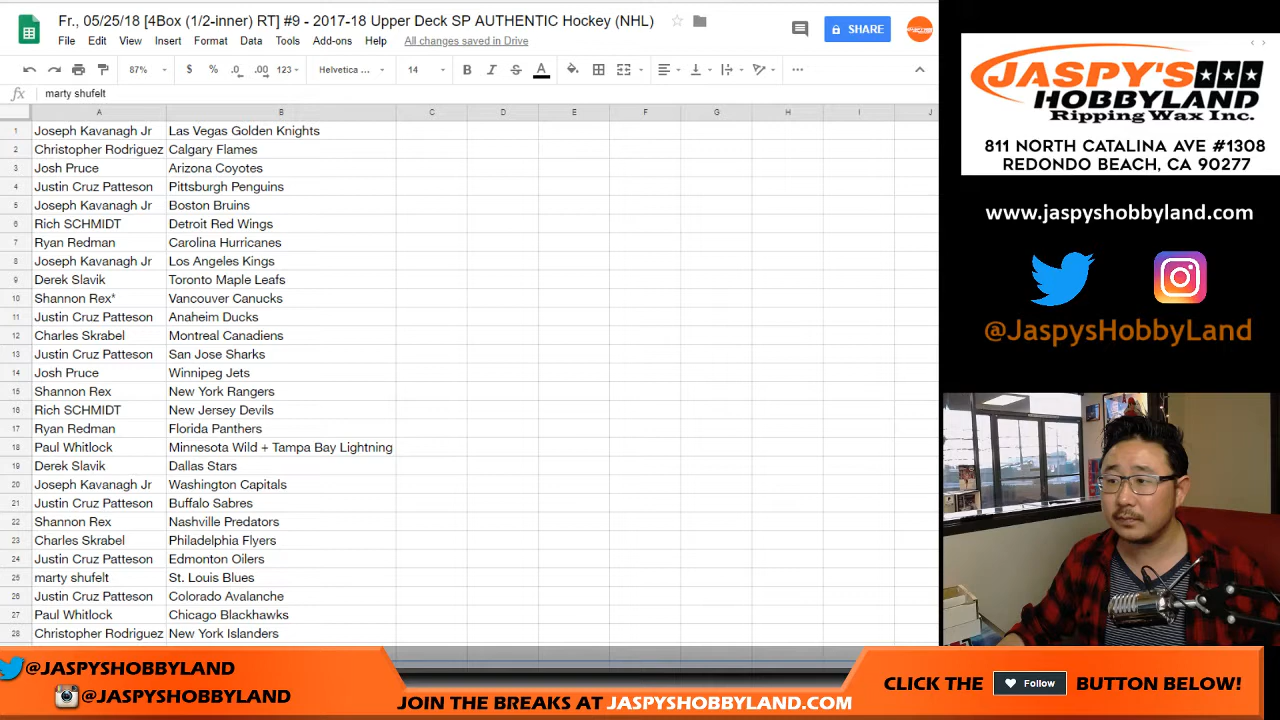 Fr., 05/25/18 [4Box (1/2-inner) RT] #9 - 2017-18 Upper Deck SP AUTHENTIC Hockey (NHL)
File Edit View Insert Format Data Tools Add-ons Help All changes saved in Drive
SHARE
87% $ % .0 .00 123 Helvetica ... 14 B I S A
fx marty shufelt
A B C D E F G H I J
1 Joseph Kavanagh Jr Las Vegas Golden Knights
2 Christopher Rodriguez Calgary Flames
3 Josh Pruce Arizona Coyotes
4 Justin Cruz Patteson Pittsburgh Penguins
5 Joseph Kavanagh Jr Boston Bruins
6 Rich SCHMIDT Detroit Red Wings
7 Ryan Redman Carolina Hurricanes
8 Joseph Kavanagh Jr Los Angeles Kings
9 Derek Slavik Toronto Maple Leafs
10 Shannon Rex* Vancouver Canucks
11 Justin Cruz Patteson Anaheim Ducks
12 Charles Skrabel Montreal Canadiens
13 Justin Cruz Patteson San Jose Sharks
14 Josh Pruce Winnipeg Jets
15 Shannon Rex New York Rangers
16 Rich SCHMIDT New Jersey Devils
17 Ryan Redman Florida Panthers
18 Paul Whitlock Minnesota Wild + Tampa Bay Lightning
19 Derek Slavik Dallas Stars
20 Joseph Kavanagh Jr Washington Capitals
21 Justin Cruz Patteson Buffalo Sabres
22 Shannon Rex Nashville Predators
23 Charles Skrabel Philadelphia Flyers
24 Justin Cruz Patteson Edmonton Oilers
25 marty shufelt St. Louis Blues
26 Justin Cruz Patteson Colorado Avalanche
27 Paul Whitlock Chicago Blackhawks
28 Christopher Rodriguez New York Islanders
JASPY'S
HOBBYLAND
Ripping Wax Inc.
811 NORTH CATALINA AVE #1308
REDONDO BEACH, CA 90277
www.jaspyshobbyland.com
@JaspysHobbyLand
@JASPYSHOBBYLAND
@JASPYSHOBBYLAND
JOIN THE BREAKS AT JASPYSHOBBYLAND.COM
CLICK THE Follow BUTTON BELOW!